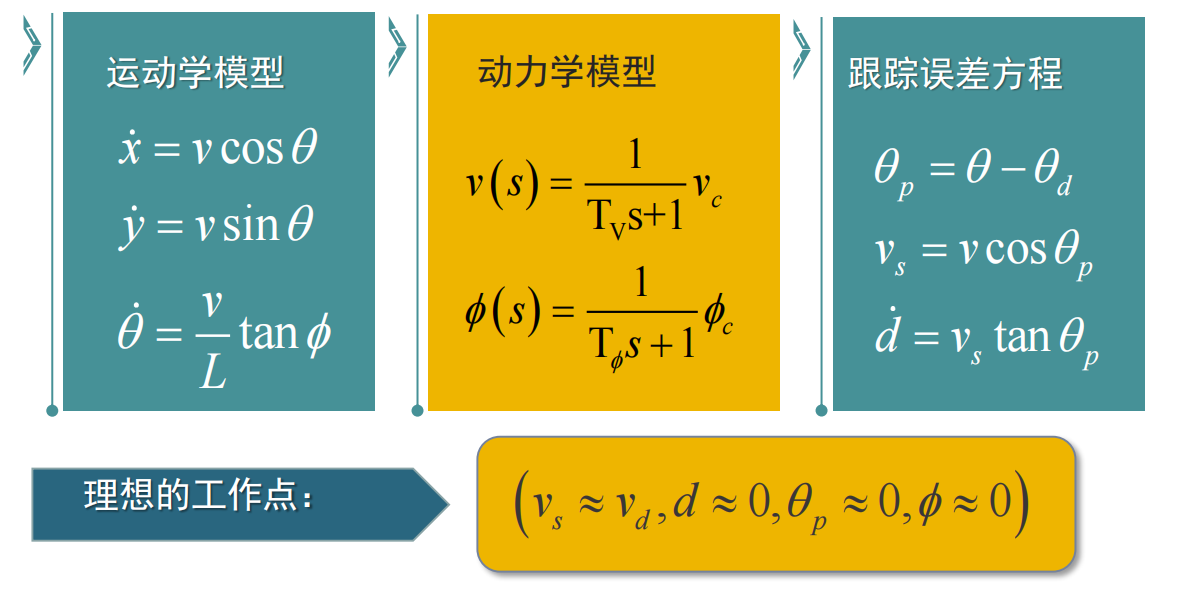 运动学模型
ẋ = v cos θ
ẏ = v sin θ
θ̇ = v/L tan ϕ
动力学模型
v(s) = 1/(T_V s+1) v_c
ϕ(s) = 1/(T_ϕ s + 1) ϕ_c
跟踪误差方程
θ_p = θ − θ_d
v_s = v cos θ_p
ḋ = v_s tan θ_p
理想的工作点：
(v_s ≈ v_d, d ≈ 0, θ_p ≈ 0, ϕ ≈ 0)